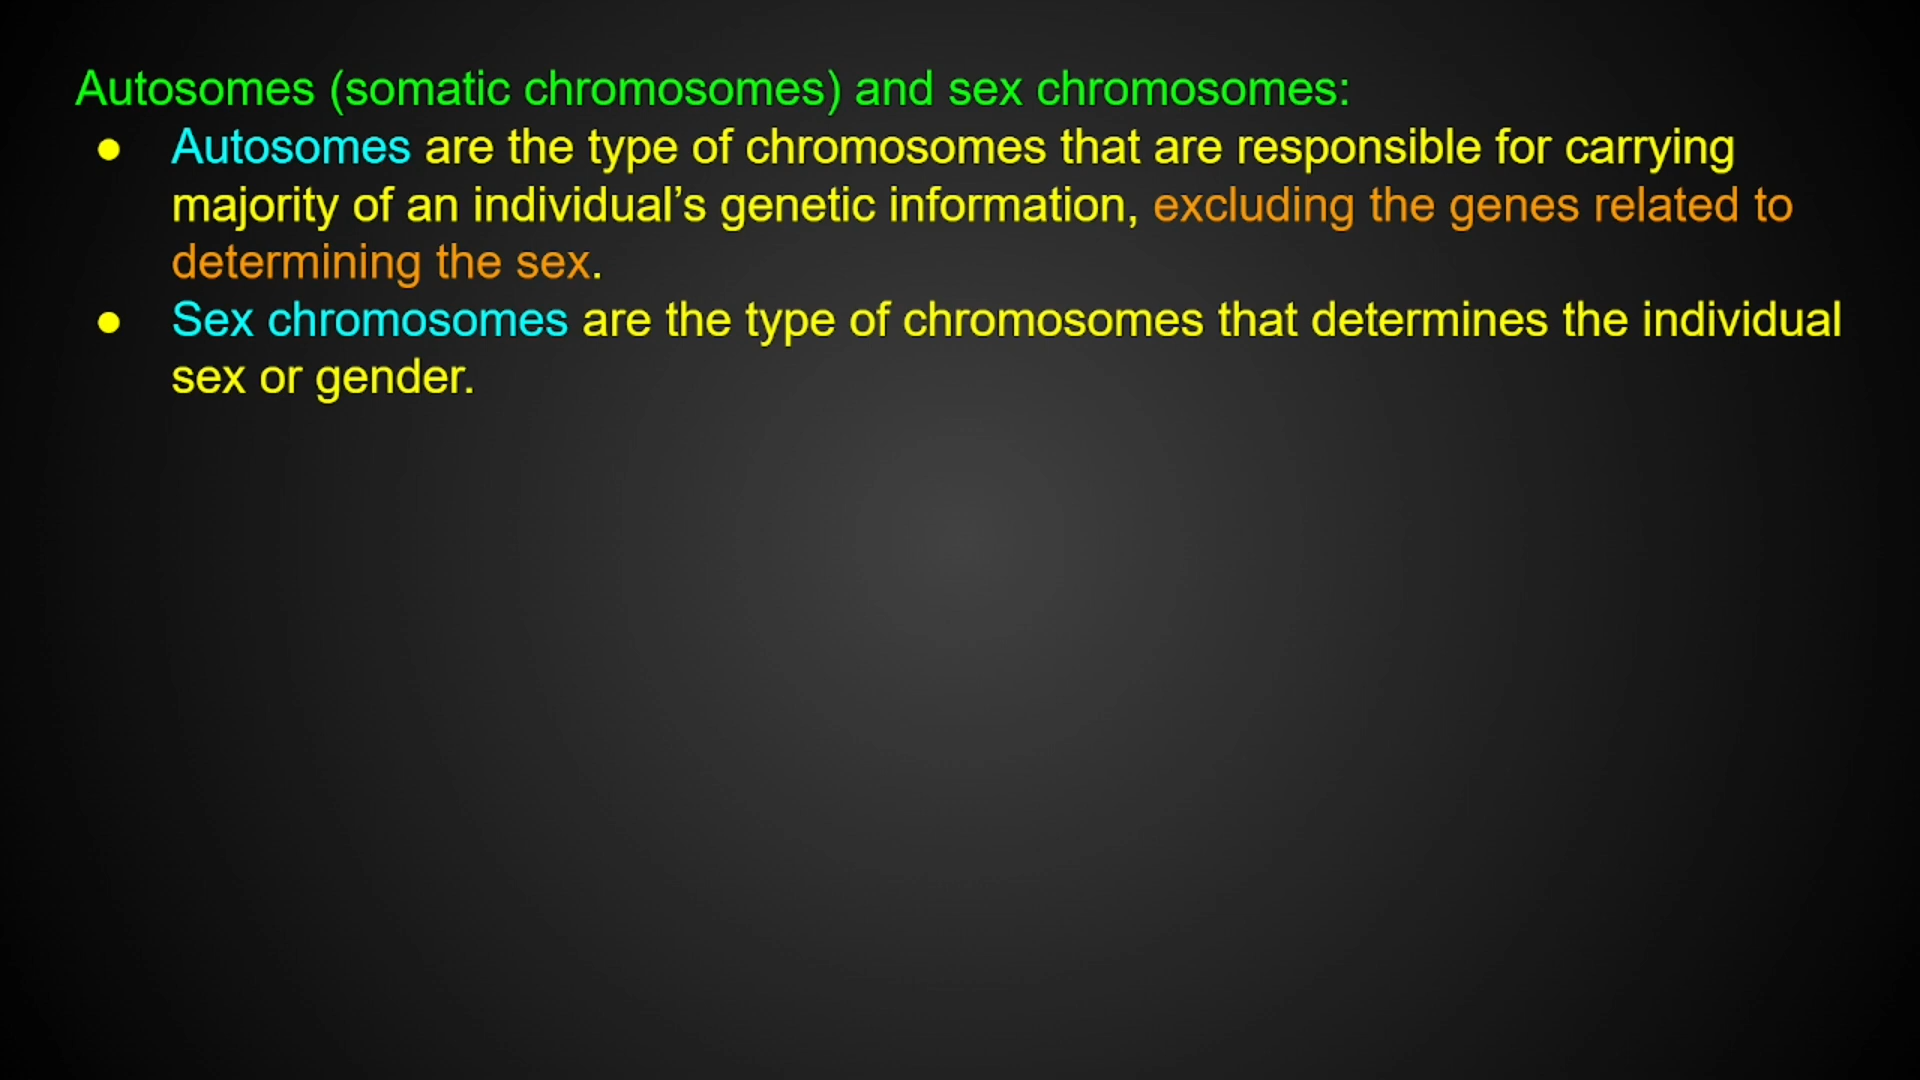 Autosomes (somatic chromosomes) and sex chromosomes:
● Autosomes are the type of chromosomes that are responsible for carrying
majority of an individual’s genetic information, excluding the genes related to
determining the sex.
● Sex chromosomes are the type of chromosomes that determines the individual
sex or gender.